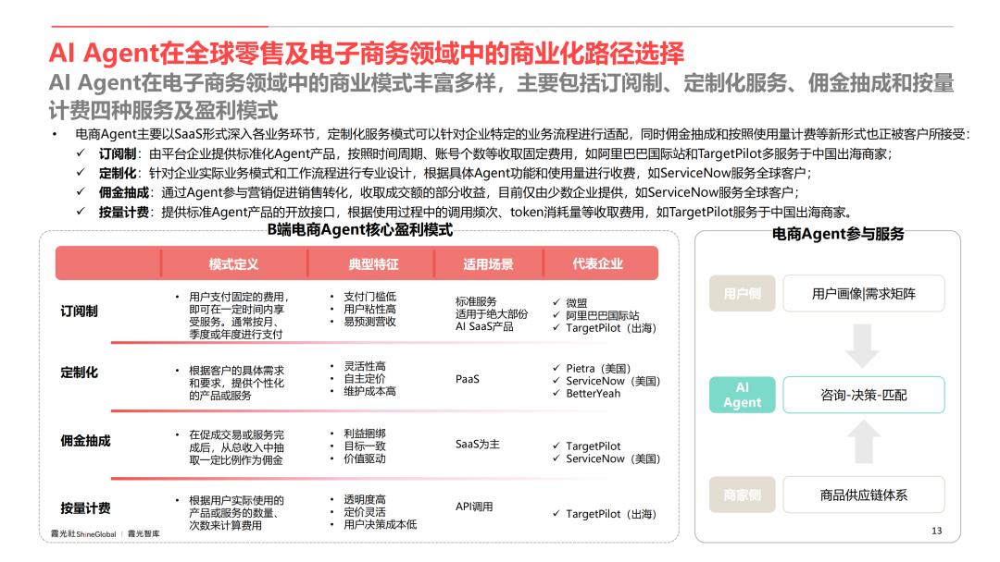 AI Agent在全球零售及电子商务领域中的商业化路径选择
AI Agent在电子商务领域中的商业模式丰富多样，主要包括订阅制、定制化服务、佣金抽成和按量
计费四种服务及盈利模式
• 电商Agent主要以SaaS形式深入各业务环节，定制化服务模式可以针对企业特定的业务流程进行适配，同时佣金抽成和按照使用量计费等新形式也正被客户所接受：
✓ 订阅制：由平台企业提供标准化Agent产品，按照时间周期、账号个数等收取固定费用，如阿里巴巴国际站和TargetPilot多服务于中国出海商家；
✓ 定制化：针对企业实际业务模式和工作流程进行专业设计，根据具体Agent功能和使用量进行收费，如ServiceNow服务全球客户；
✓ 佣金抽成：通过Agent参与营销促进销售转化，收取成交额的部分收益，目前仅由少数企业提供，如ServiceNow服务全球客户；
✓ 按量计费：提供标准Agent产品的开放接口，根据使用过程中的调用频次、token消耗量等收取费用，如TargetPilot服务于中国出海商家。
B端电商Agent核心盈利模式
模式定义
典型特征
适用场景
代表企业
订阅制
• 用户支付固定的费用，
即可在一定时间内享
受服务。通常按月、
季度或年度进行支付
• 支付门槛低
• 用户粘性高
• 易预测营收
标准服务
适用于绝大部份
AI SaaS产品
✓ 微盟
✓ 阿里巴巴国际站
✓ TargetPilot（出海）
定制化
• 根据客户的具体需求
和要求，提供个性化
的产品或服务
• 灵活性高
• 自主定价
• 维护成本高
PaaS
✓ Pietra（美国）
✓ ServiceNow（美国）
✓ BetterYeah
佣金抽成
• 在促成交易或服务完
成后，从总收入中抽
取一定比例作为佣金
• 利益捆绑
• 目标一致
• 价值驱动
SaaS为主
✓ TargetPilot
✓ ServiceNow（美国）
按量计费
• 根据用户实际使用的
产品或服务的数量、
次数来计算费用
• 透明度高
• 定价灵活
• 用户决策成本低
API调用
✓ TargetPilot（出海）
电商Agent参与服务
用户侧
用户画像|需求矩阵
AI
Agent
咨询-决策-匹配
商家侧
商品供应链体系
霞光社ShineGlobal | 霞光智库
13